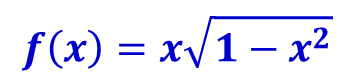 f(x) = x√(1 − x²)